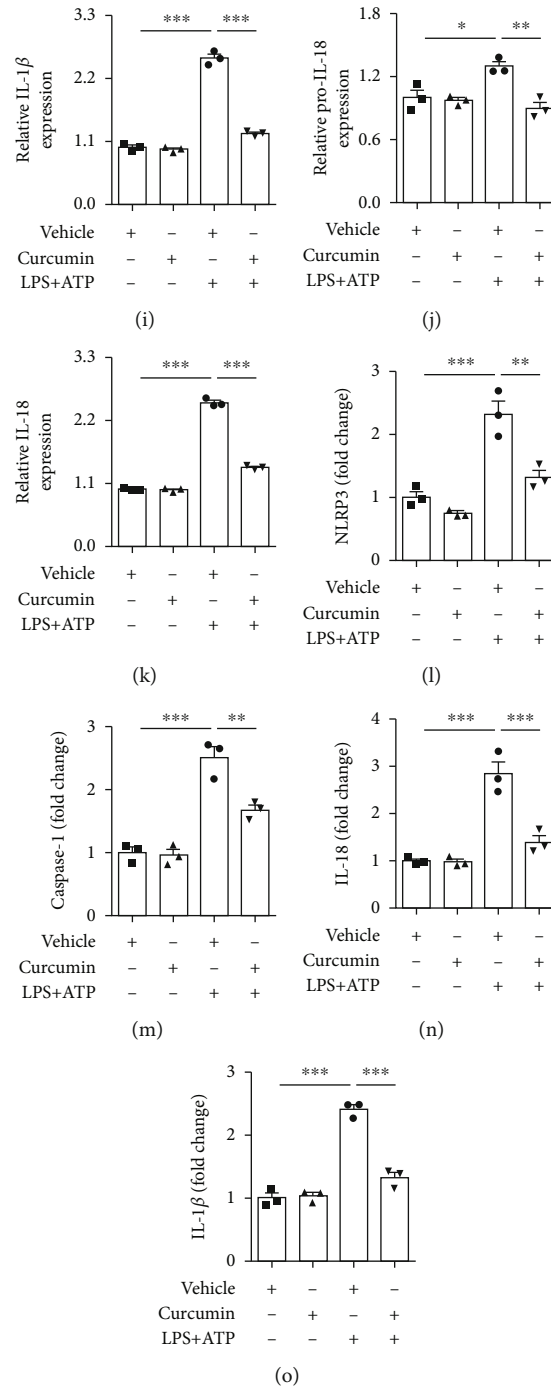 *** ***
3.3
2.2
1.1
0.0
Relative IL-1β
expression
Vehicle + – + –
Curcumin – + – +
LPS+ATP – – + +
(i)
* **
1.8
1.2
0.6
0.0
Relative pro-IL-18
expression
Vehicle + – + –
Curcumin – + – +
LPS+ATP – – + +
(j)
*** ***
3.3
2.2
1.1
0.0
Relative IL-18
expression
Vehicle + – + –
Curcumin – + – +
LPS+ATP – – + +
(k)
*** **
3
2
1
0
NLRP3 (fold change)
Vehicle + – + –
Curcumin – + – +
LPS+ATP – – + +
(l)
*** **
3
2
1
0
Caspase-1 (fold change)
Vehicle + – + –
Curcumin – + – +
LPS+ATP – – + +
(m)
*** ***
4
3
2
1
0
IL-18 (fold change)
Vehicle + – + –
Curcumin – + – +
LPS+ATP – – + +
(n)
*** ***
3
2
1
0
IL-1β (fold change)
Vehicle + – + –
Curcumin – + – +
LPS+ATP – – + +
(o)